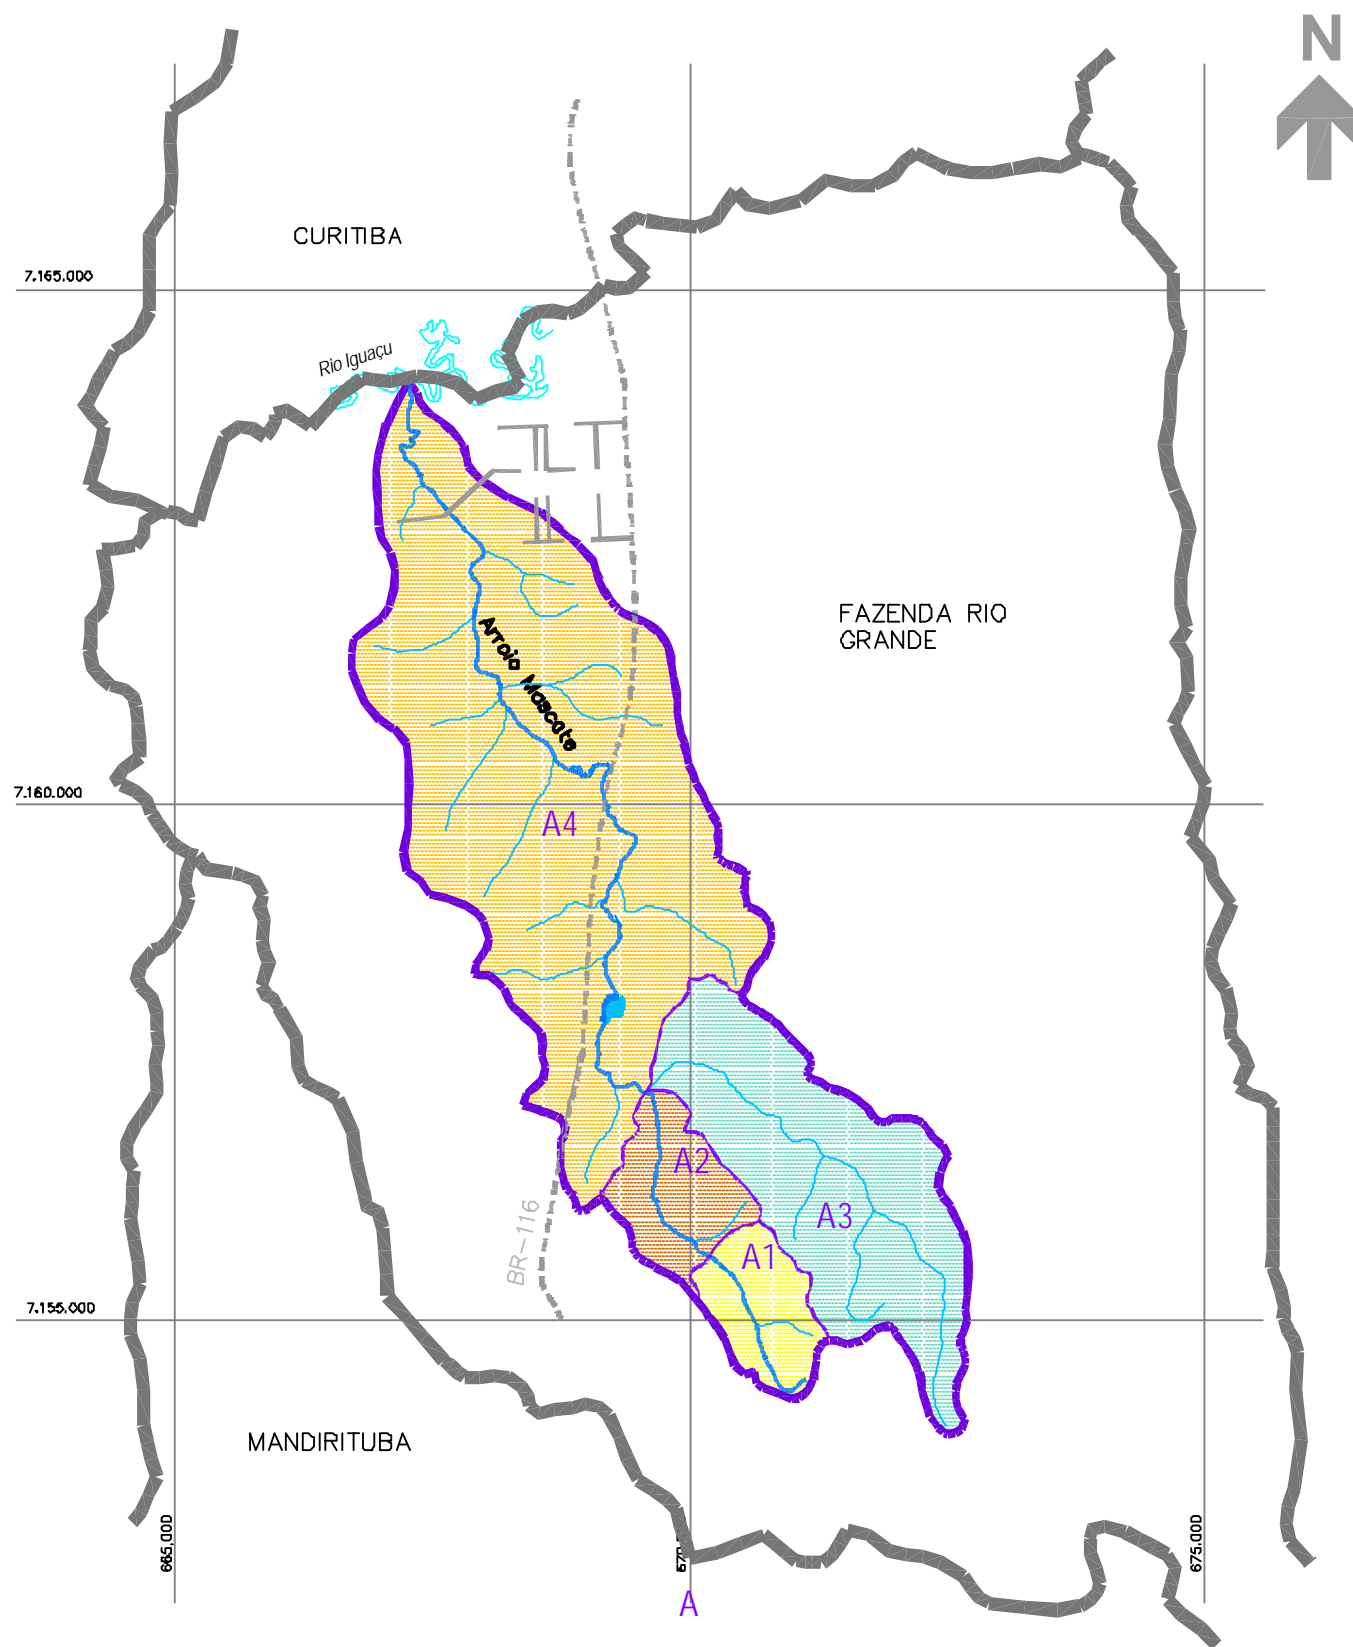 N
CURITIBA
7.165.000
Rio Iguaçu
FAZENDA RIO
GRANDE
Arroio Mascate
7.160.000
A4
A2
A3
BR-116
A1
7.155.000
MANDIRITUBA
665.000
675.000
A